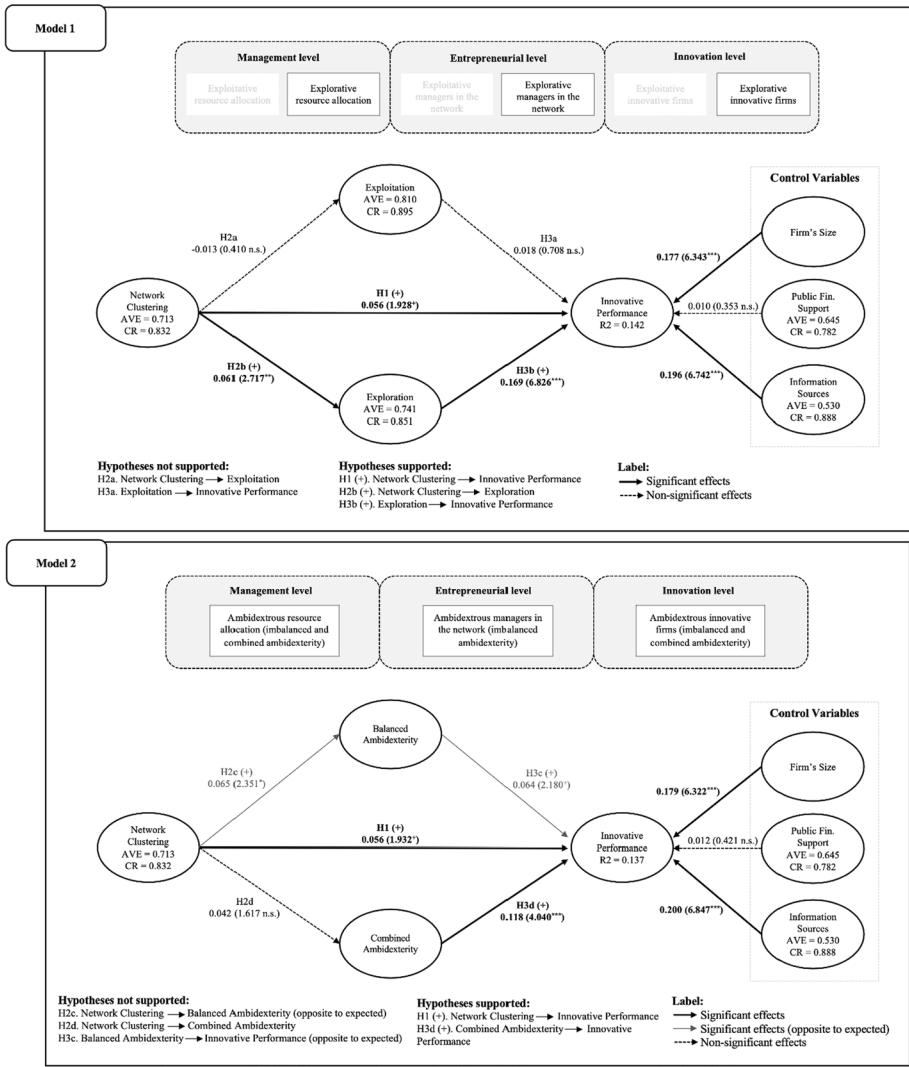 Model 1
Management level
Exploitative
resource allocation
Explorative
resource allocation
Entrepreneurial level
Exploitative
managers in the
network
Explorative
managers in the
network
Innovation level
Exploitative
innovative firms
Explorative
innovative firms
Exploitation
AVE = 0.810
CR = 0.895
H2a
-0.013 (0.410 n.s.)
H3a
0.018 (0.708 n.s.)
Network
Clustering
AVE = 0.713
CR = 0.832
H1 (+)
0.056 (1.928+)
Innovative
Performance
R2 = 0.142
H2b (+)
0.061 (2.717**)
H3b (+)
0.169 (6.826***)
Exploration
AVE = 0.741
CR = 0.851
Control Variables
Firm's Size
0.177 (6.343***)
Public Fin.
Support
AVE = 0.645
CR = 0.782
0.010 (0.353 n.s.)
Information
Sources
AVE = 0.530
CR = 0.888
0.196 (6.742***)
Hypotheses not supported:
H2a. Network Clustering → Exploitation
H3a. Exploitation → Innovative Performance
Hypotheses supported:
H1 (+). Network Clustering → Innovative Performance
H2b (+). Network Clustering → Exploration
H3b (+). Exploration → Innovative Performance
Label:
Significant effects
Non-significant effects
Model 2
Management level
Ambidextrous resource
allocation (imbalanced and
combined ambidexterity)
Entrepreneurial level
Ambidextrous managers in
the network (imbalanced
ambidexterity)
Innovation level
Ambidextrous innovative
firms (imbalanced and
combined ambidexterity)
Balanced
Ambidexterity
H2c (+)
0.065 (2.351*)
H3c (+)
0.064 (2.180+)
Network
Clustering
AVE = 0.713
CR = 0.832
H1 (+)
0.056 (1.932+)
Innovative
Performance
R2 = 0.137
H2d
0.042 (1.617 n.s.)
H3d (+)
0.118 (4.040***)
Combined
Ambidexterity
Control Variables
Firm's Size
0.179 (6.322***)
Public Fin.
Support
AVE = 0.645
CR = 0.782
0.012 (0.421 n.s.)
Information
Sources
AVE = 0.530
CR = 0.888
0.200 (6.847***)
Hypotheses not supported:
H2c. Network Clustering → Balanced Ambidexterity (opposite to expected)
H2d. Network Clustering → Combined Ambidexterity
H3c. Balanced Ambidexterity → Innovative Performance (opposite to expected)
Hypotheses supported:
H1 (+). Network Clustering → Innovative Performance
H3d (+). Combined Ambidexterity → Innovative
Performance
Label:
Significant effects
Significant effects (opposite to expected)
Non-significant effects